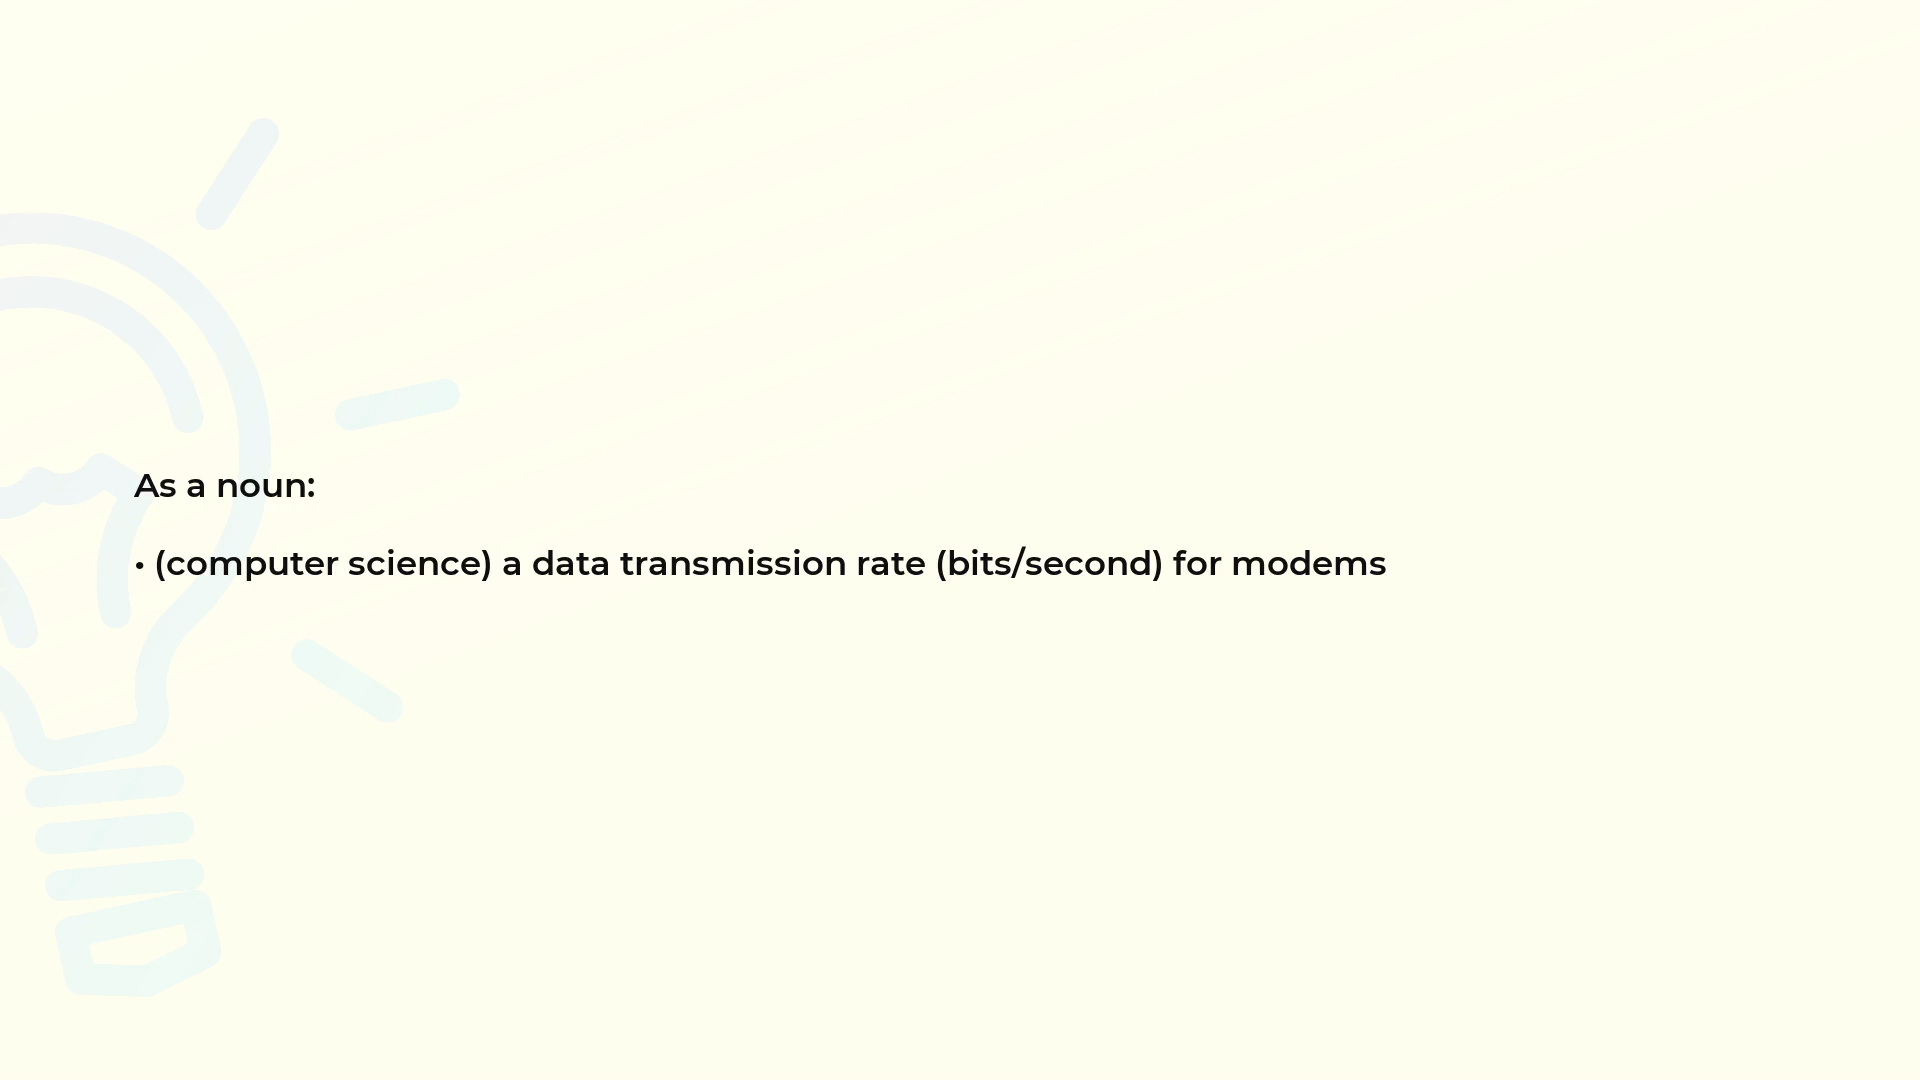 As a noun:
• (computer science) a data transmission rate (bits/second) for modems